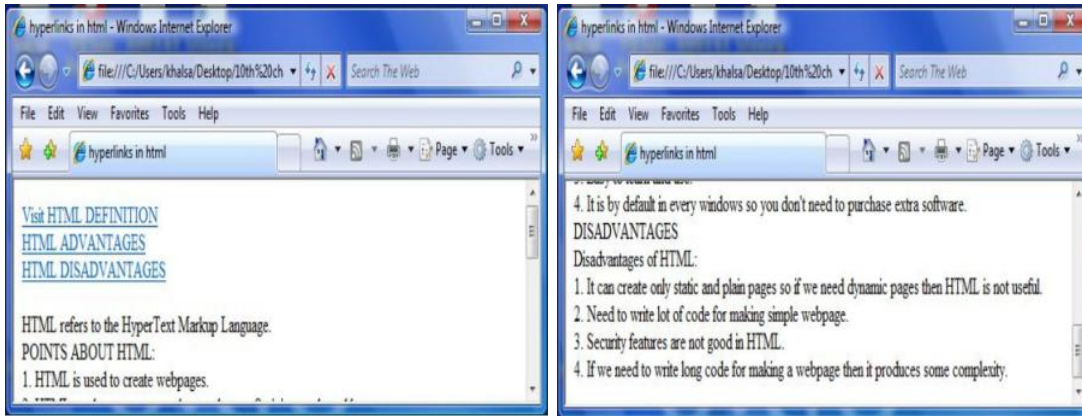 hyperlinks in html - Windows Internet Explorer
file:///C:/Users/khalsa/Desktop/10th%20ch
Search The Web
File Edit View Favorites Tools Help
hyperlinks in html
Page Tools
Visit HTML DEFINITION
HTML ADVANTAGES
HTML DISADVANTAGES
HTML refers to the HyperText Markup Language.
POINTS ABOUT HTML:
1. HTML is used to create webpages.
hyperlinks in html - Windows Internet Explorer
file:///C:/Users/khalsa/Desktop/10th%20ch
Search The Web
File Edit View Favorites Tools Help
hyperlinks in html
Page Tools
3. Easy to learn and use.
4. It is by default in every windows so you don't need to purchase extra software.
DISADVANTAGES
Disadvantages of HTML:
1. It can create only static and plain pages so if we need dynamic pages then HTML is not useful.
2. Need to write lot of code for making simple webpage.
3. Security features are not good in HTML.
4. If we need to write long code for making a webpage then it produces some complexity.